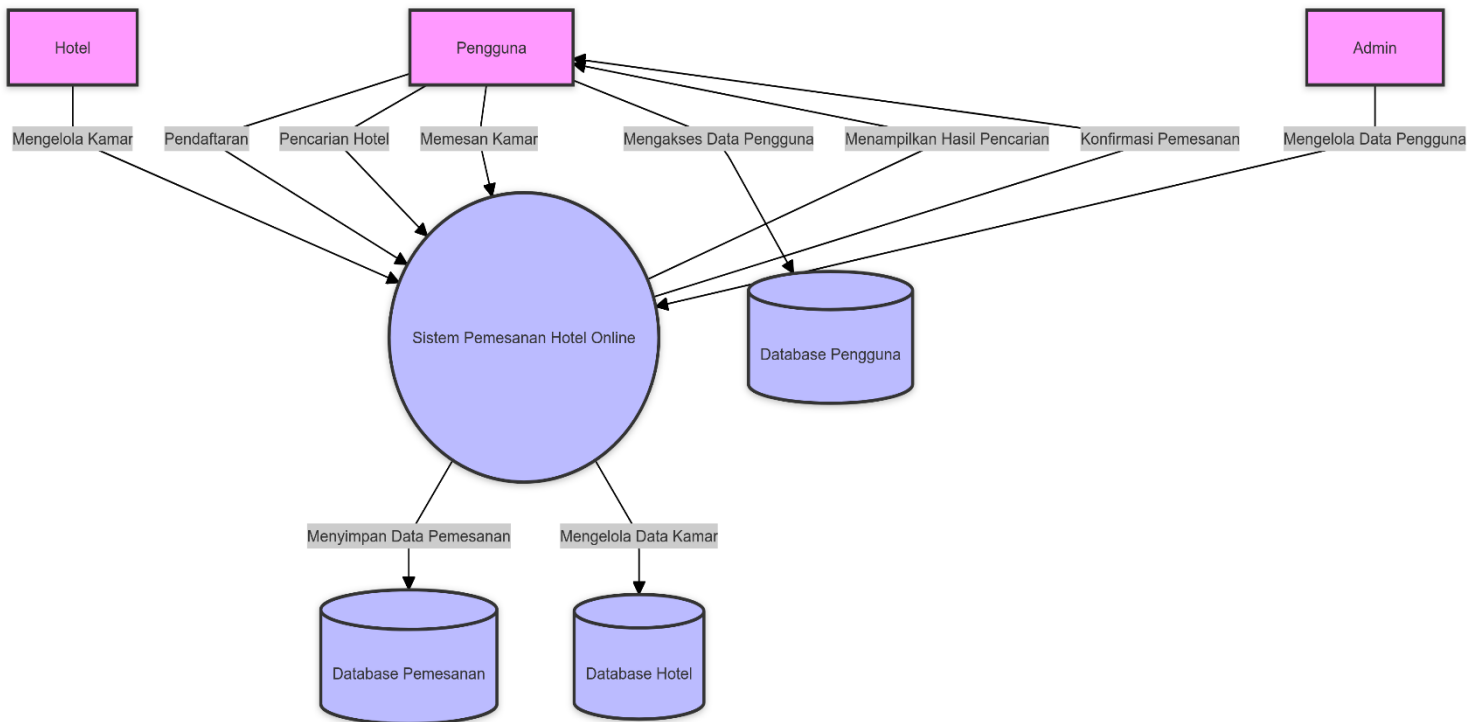 Hotel
Pengguna
Admin
Mengelola Kamar
Pendaftaran
Pencarian Hotel
Memesan Kamar
Mengakses Data Pengguna
Menampilkan Hasil Pencarian
Konfirmasi Pemesanan
Mengelola Data Pengguna
Sistem Pemesanan Hotel Online
Database Pengguna
Menyimpan Data Pemesanan
Mengelola Data Kamar
Database Pemesanan
Database Hotel